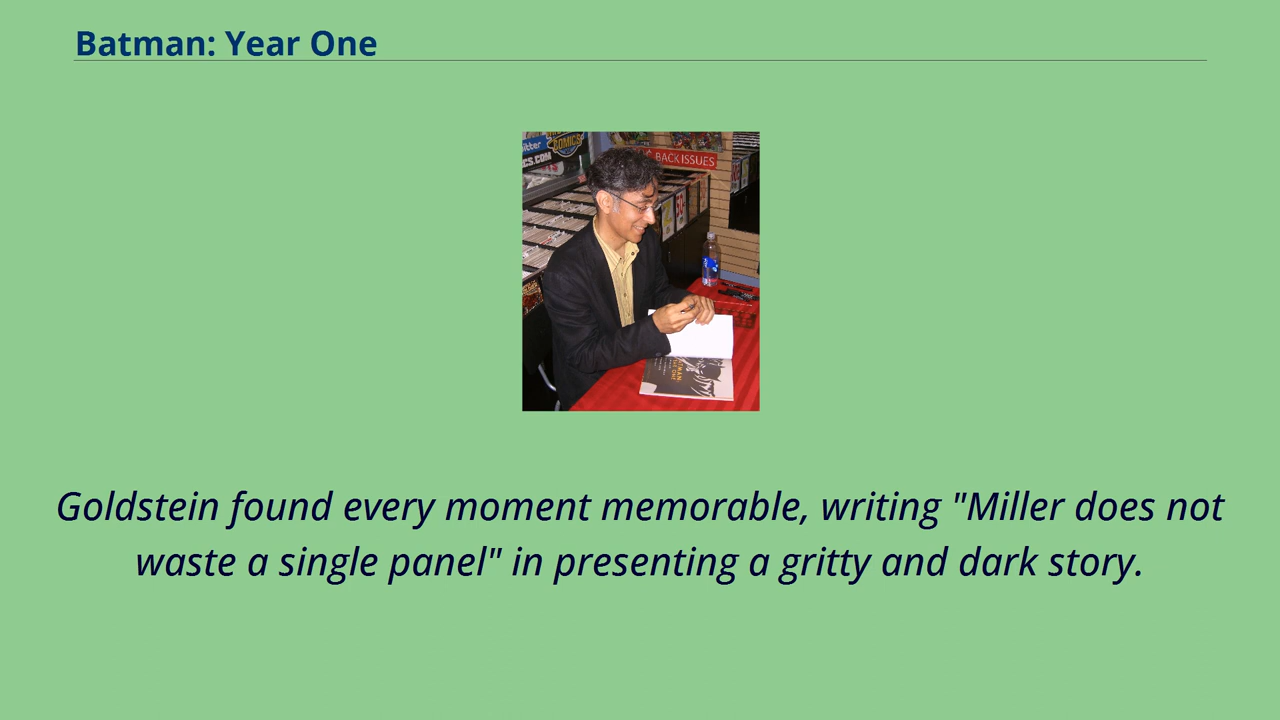 Batman: Year One
COMICS
BACK ISSUES
Goldstein found every moment memorable, writing "Miller does not
waste a single panel" in presenting a gritty and dark story.